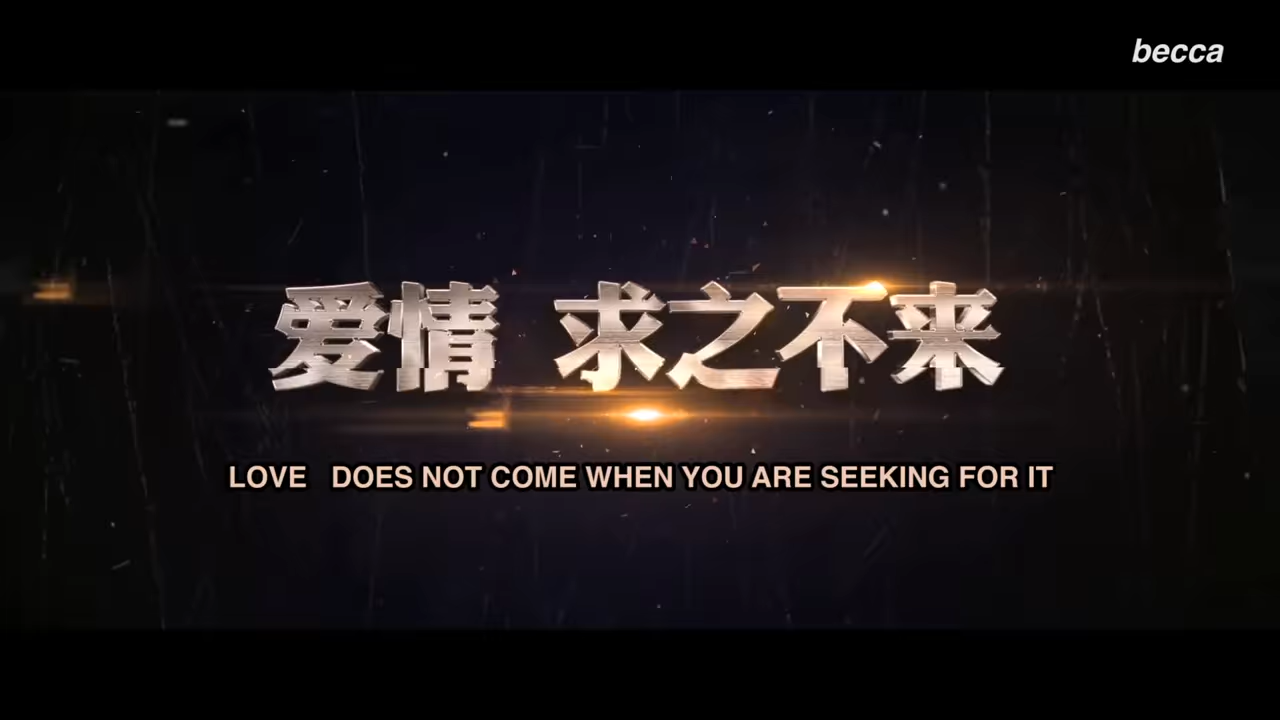 becca
爱情 求之不来
LOVE DOES NOT COME WHEN YOU ARE SEEKING FOR IT